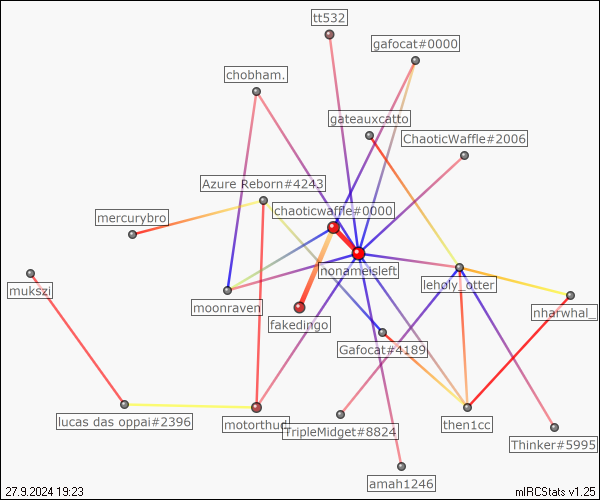 tt532
gafocat#0000
chobham.
gateauxcatto
ChaoticWaffle#2006
Azure Reborn#4243
chaoticwaffle#0000
mercurybro
nonameisleft
mukszi
leholy_otter
moonraven
nharwhal_
fakedingo
Gafocat#4189
lucas das oppai#2396
motorthud
TripleMidget#8824
then1cc
Thinker#5995
amah1246
27.9.2024 19:23
mIRCStats v1.25